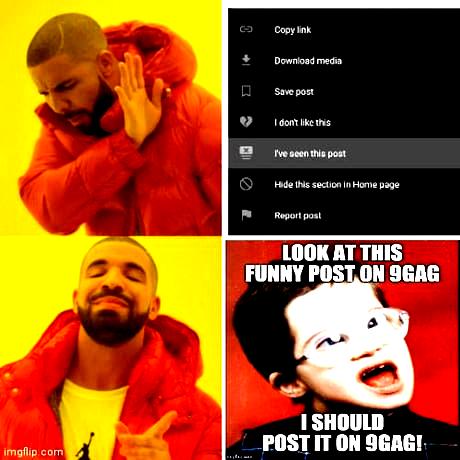 Copy link
Download media
Save post
I don't like this
I've seen this post
Hide this section in Home page
Report post
LOOK AT THIS
FUNNY POST ON 9GAG
I SHOULD
POST IT ON 9GAG!
imgflip.com